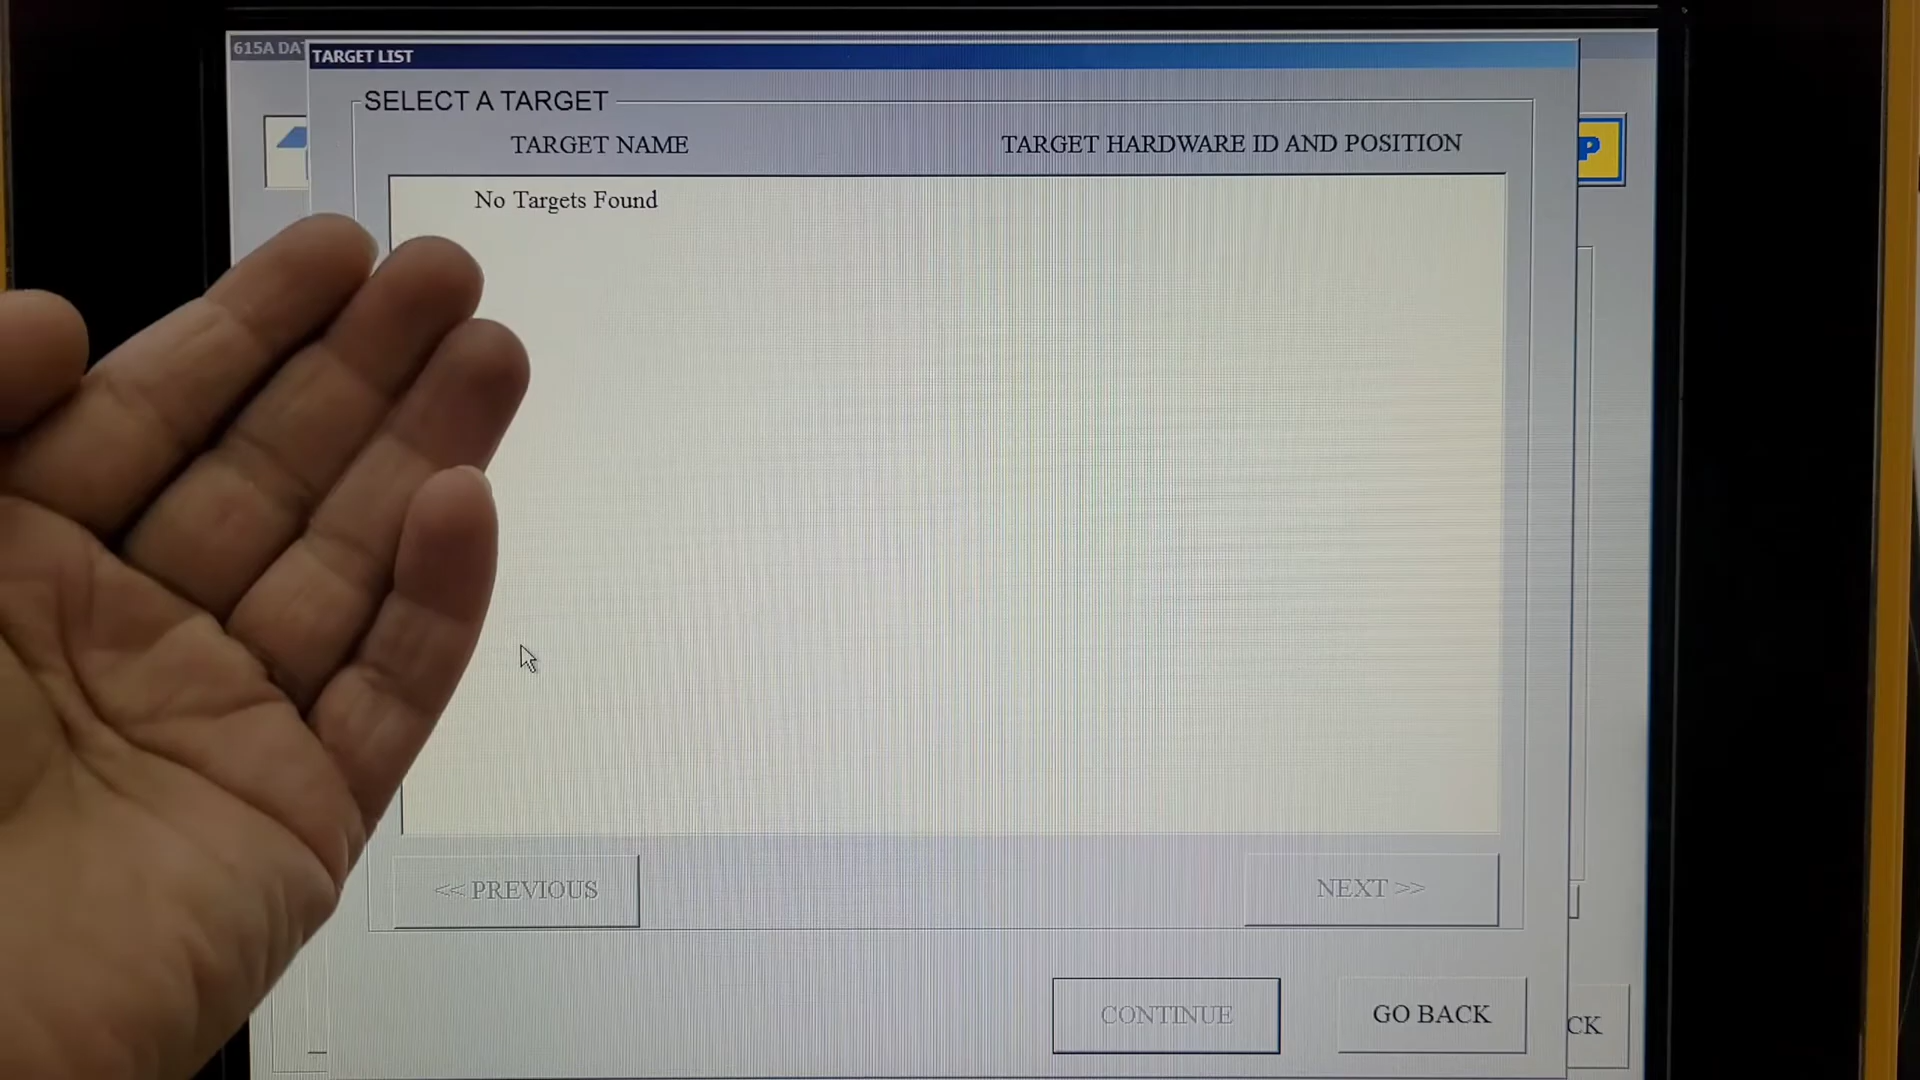 615A DA
TARGET LIST
SELECT A TARGET
TARGET NAME
TARGET HARDWARE ID AND POSITION
P
No Targets Found
<< PREVIOUS
NEXT >>
CONTINUE
GO BACK
CK